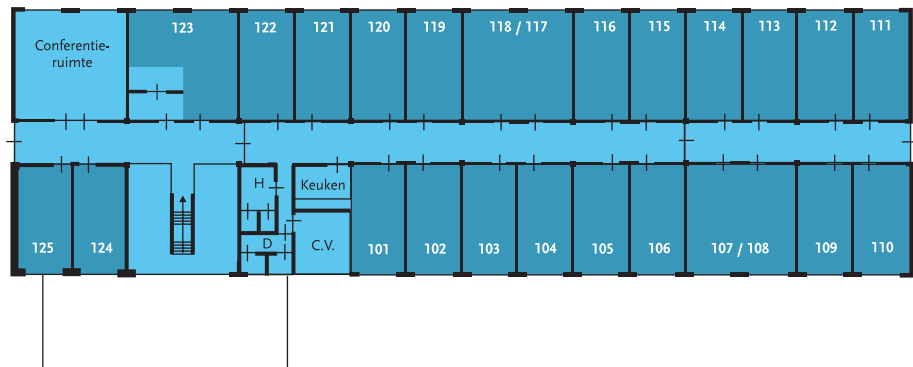 123 122 121 120 119 118 / 117 116 115 114 113 112 111
Conferentie-
ruimte
H
Keuken
D
C.V.
125 124 101 102 103 104 105 106 107 / 108 109 110